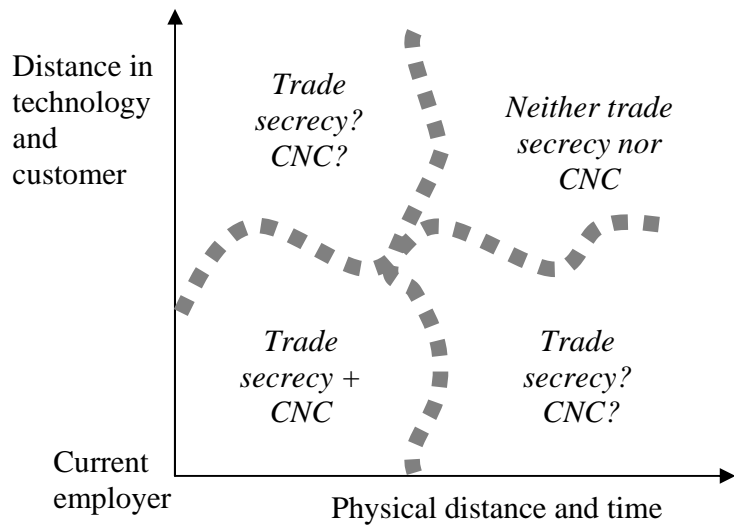 Distance in
technology
and
customer
Trade
secrecy?
CNC?
Neither trade
secrecy nor
CNC
Trade
secrecy +
CNC
Trade
secrecy?
CNC?
Current
employer
Physical distance and time